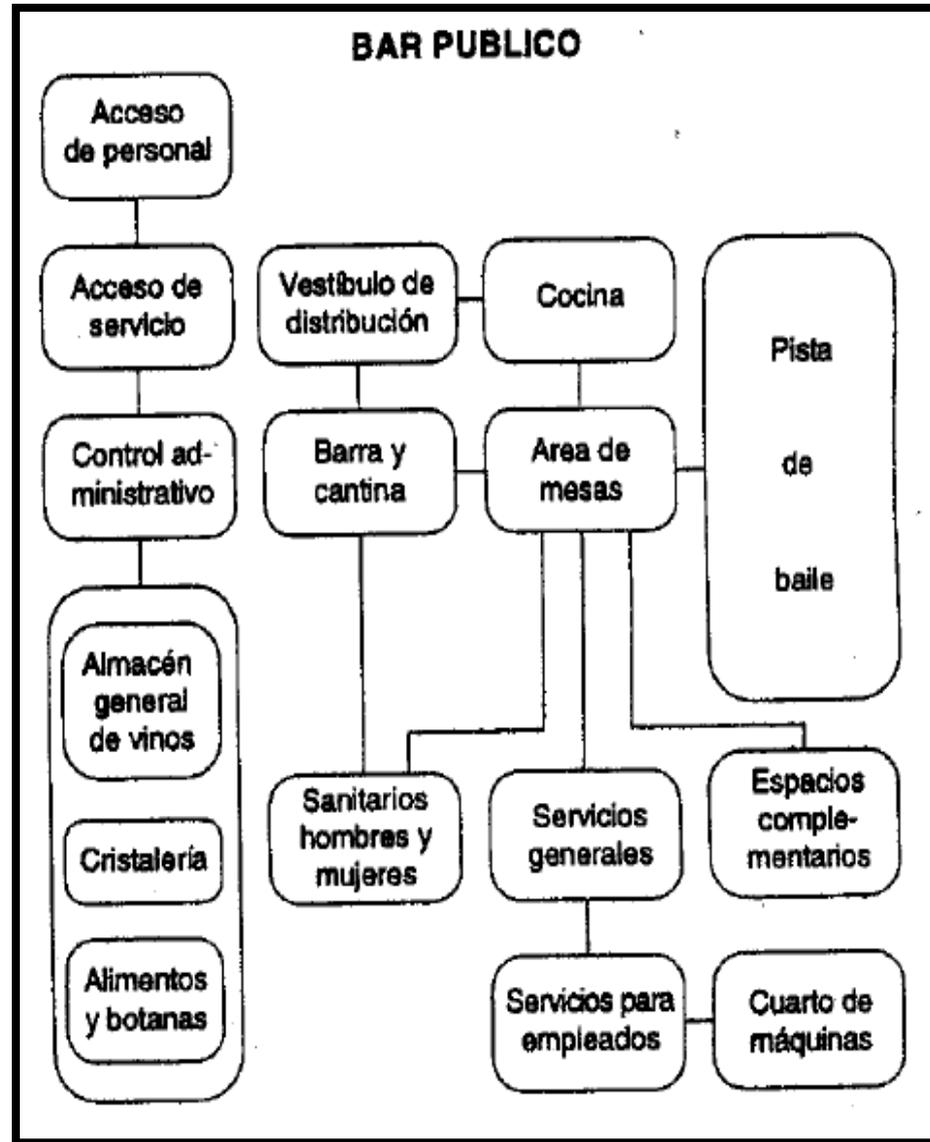 BAR PUBLICO
Acceso
de personal
Acceso de
servicio
Vestíbulo de
distribución
Cocina
Pista
de
baile
Control ad-
ministrativo
Barra y
cantina
Area de
mesas
Almacén
general
de vinos
Cristalería
Alimentos
y botanas
Sanitarios
hombres y
mujeres
Servicios
generales
Espacios
comple-
mentarios
Servicios para
empleados
Cuarto de
máquinas